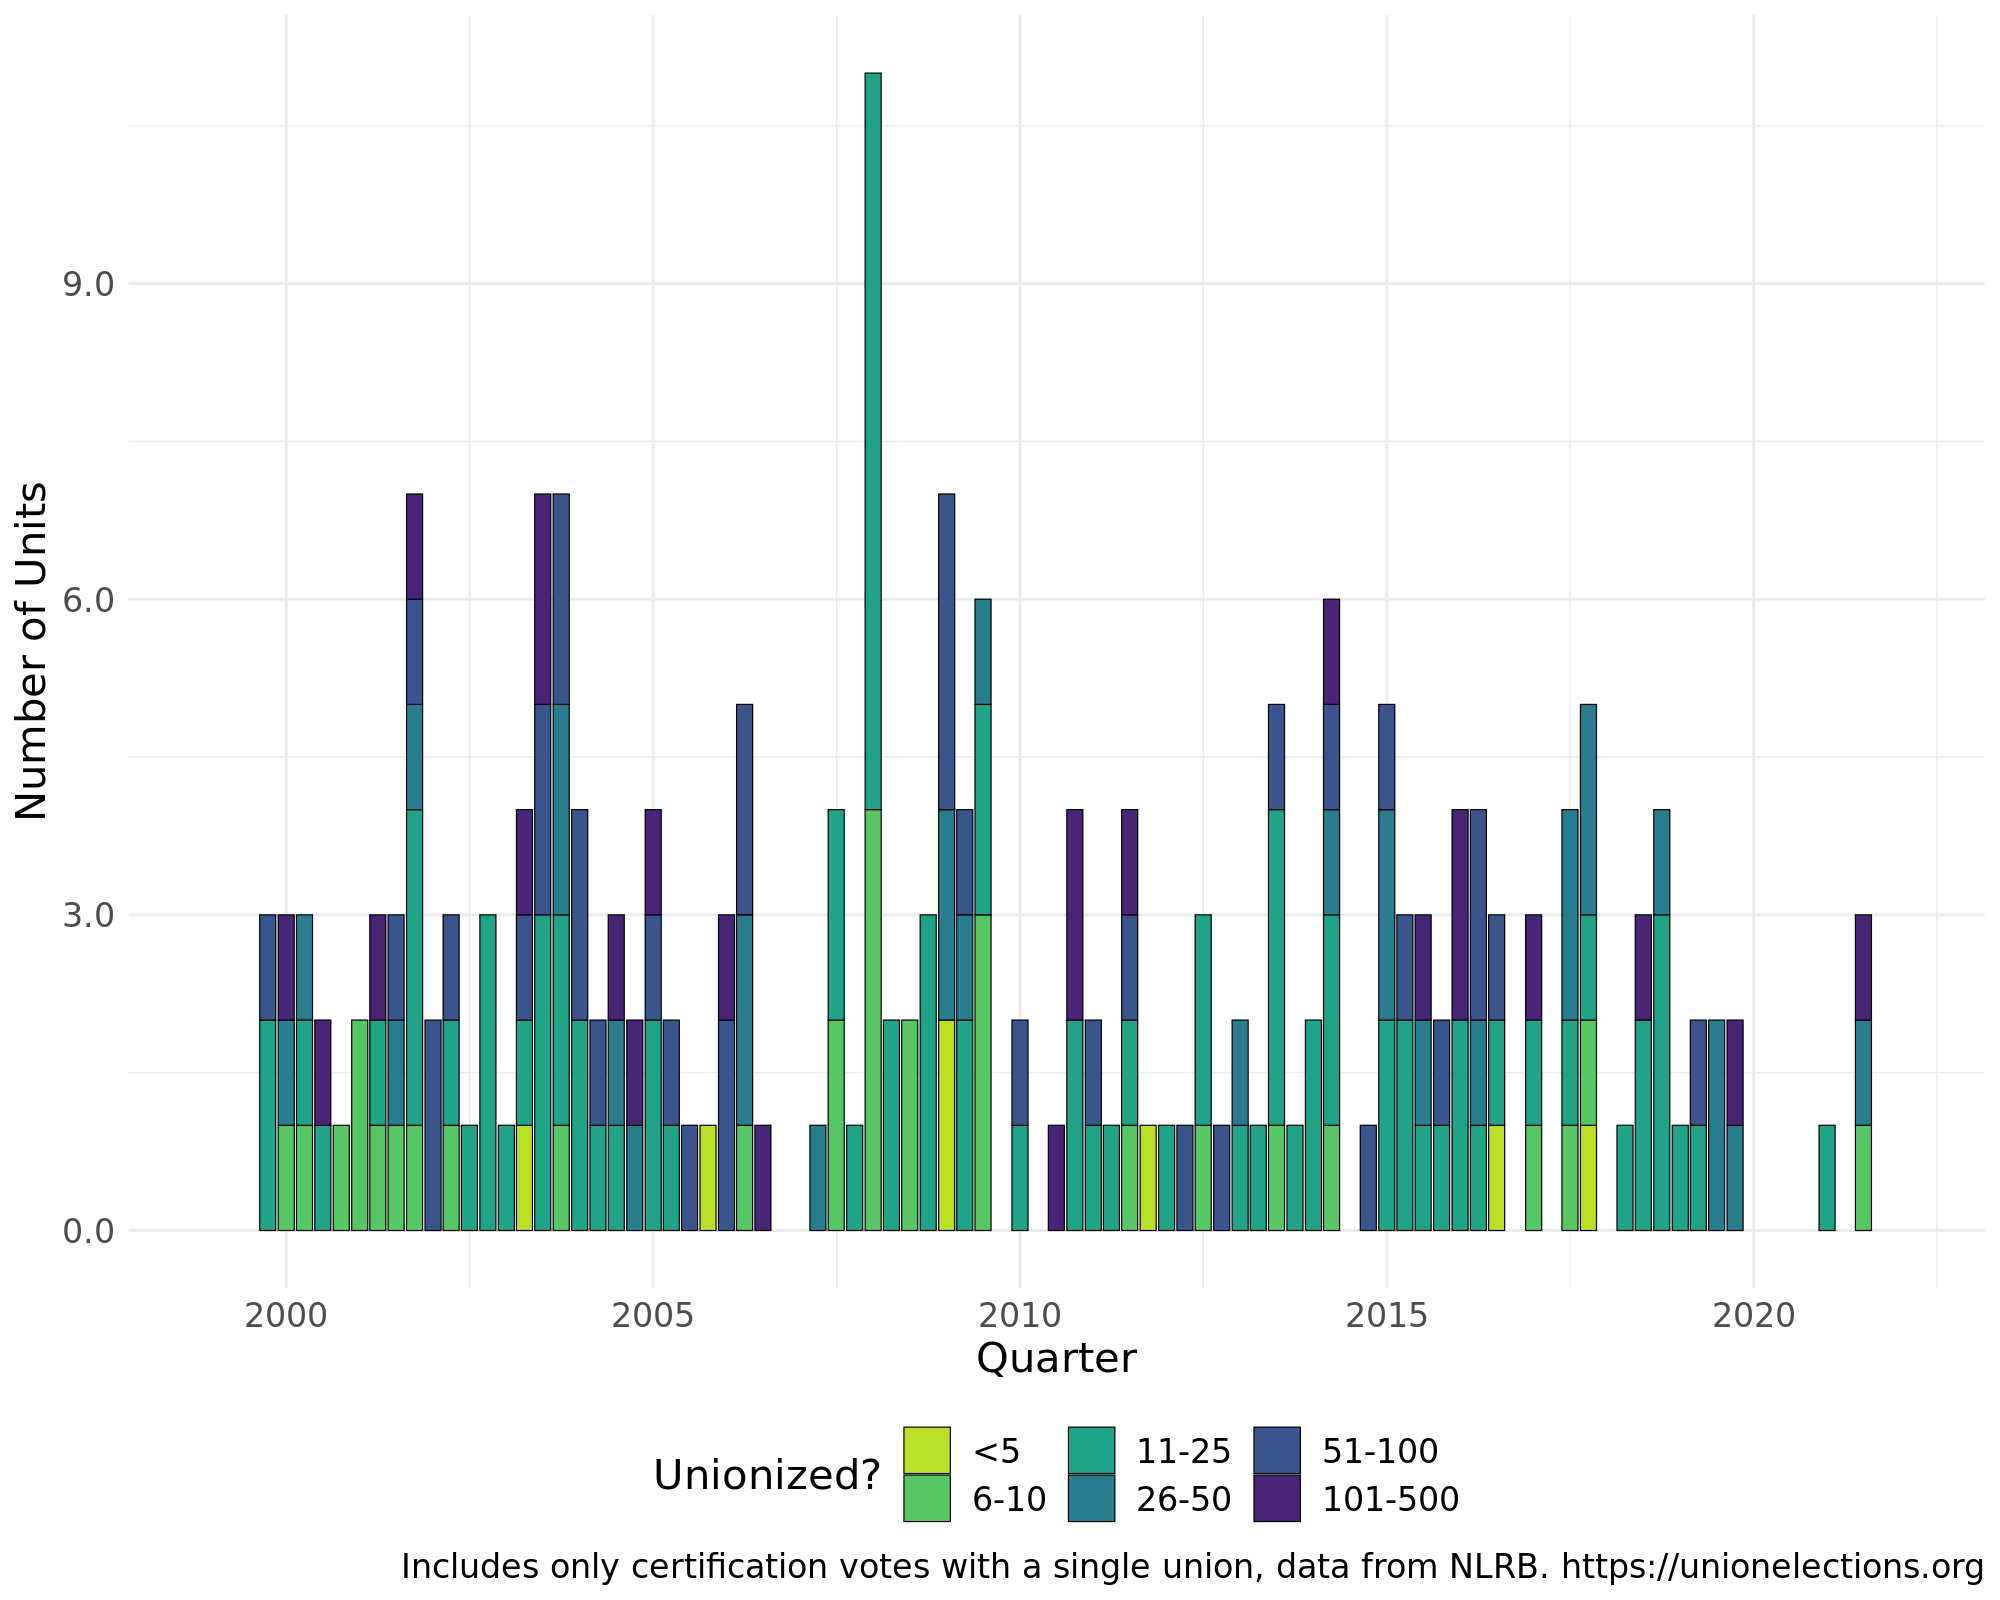 9.0
6.0
3.0
0.0
Number of Units
2000 2005 2010 2015 2020
Quarter
Unionized?
<5 11-25 51-100
6-10 26-50 101-500
Includes only certification votes with a single union, data from NLRB. https://unionelections.org